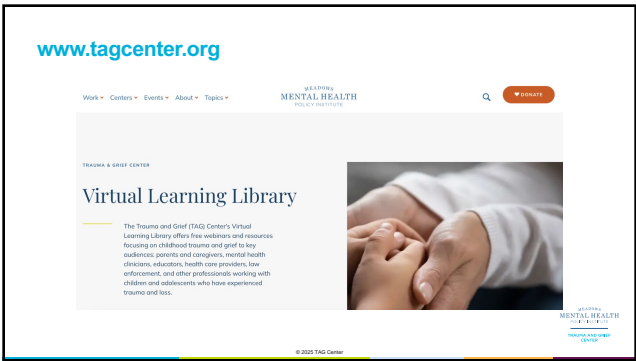 www.tagcenter.org
Work Centers Events About Topics
MEADOWS
MENTAL HEALTH
POLICY INSTITUTE
DONATE
TRAUMA & GRIEF CENTER
Virtual Learning Library
The Trauma and Grief (TAG) Center's Virtual
Learning Library offers free webinars and resources
focusing on childhood trauma and grief to key
audiences: parents and caregivers, mental health
clinicians, educators, health care providers, law
enforcement, and other professionals working with
children and adolescents who have experienced
trauma and loss.
MEADOWS
MENTAL HEALTH
POLICY INSTITUTE
TRAUMA AND GRIEF
CENTER
© 2025 TAG Center